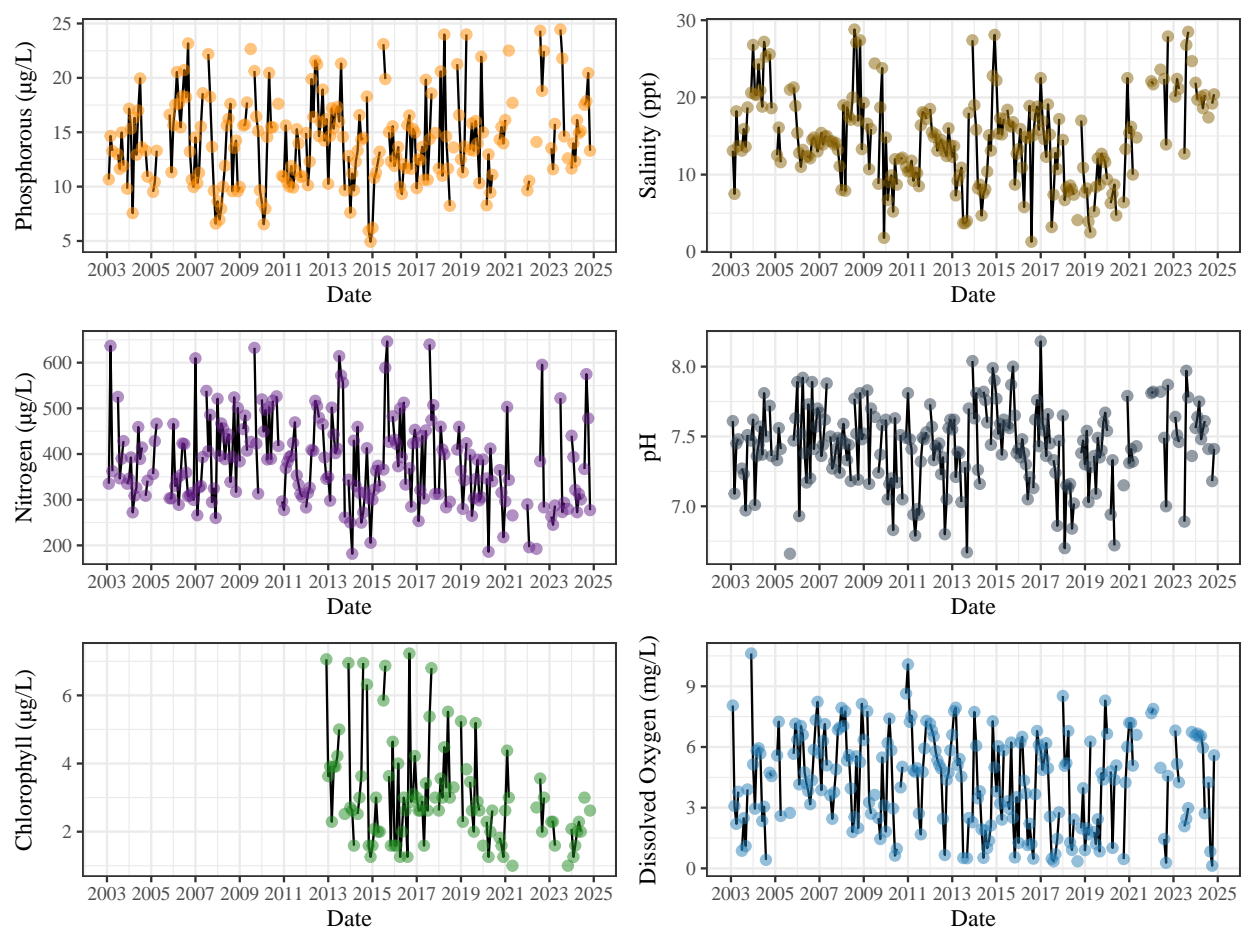 Phosphorous (µg/L)
25
20
15
10
5
2003 2005 2007 2009 2011 2013 2015 2017 2019 2021 2023 2025
Date
Salinity (ppt)
30
20
10
0
2003 2005 2007 2009 2011 2013 2015 2017 2019 2021 2023 2025
Date
Nitrogen (µg/L)
600
500
400
300
200
2003 2005 2007 2009 2011 2013 2015 2017 2019 2021 2023 2025
Date
pH
8.0
7.5
7.0
2003 2005 2007 2009 2011 2013 2015 2017 2019 2021 2023 2025
Date
Chlorophyll (µg/L)
6
4
2
2003 2005 2007 2009 2011 2013 2015 2017 2019 2021 2023 2025
Date
Dissolved Oxygen (mg/L)
9
6
3
0
2003 2005 2007 2009 2011 2013 2015 2017 2019 2021 2023 2025
Date